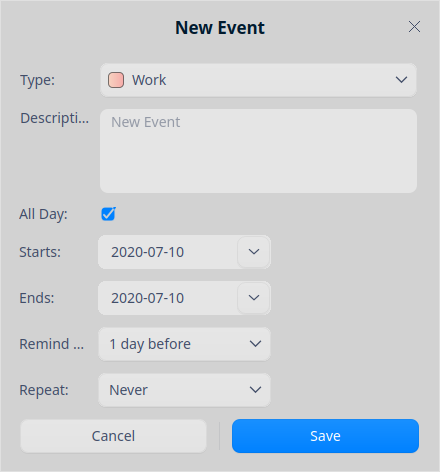 New Event
Type: Work
Descripti... New Event
All Day:
Starts: 2020-07-10
Ends: 2020-07-10
Remind ... 1 day before
Repeat: Never
Cancel Save